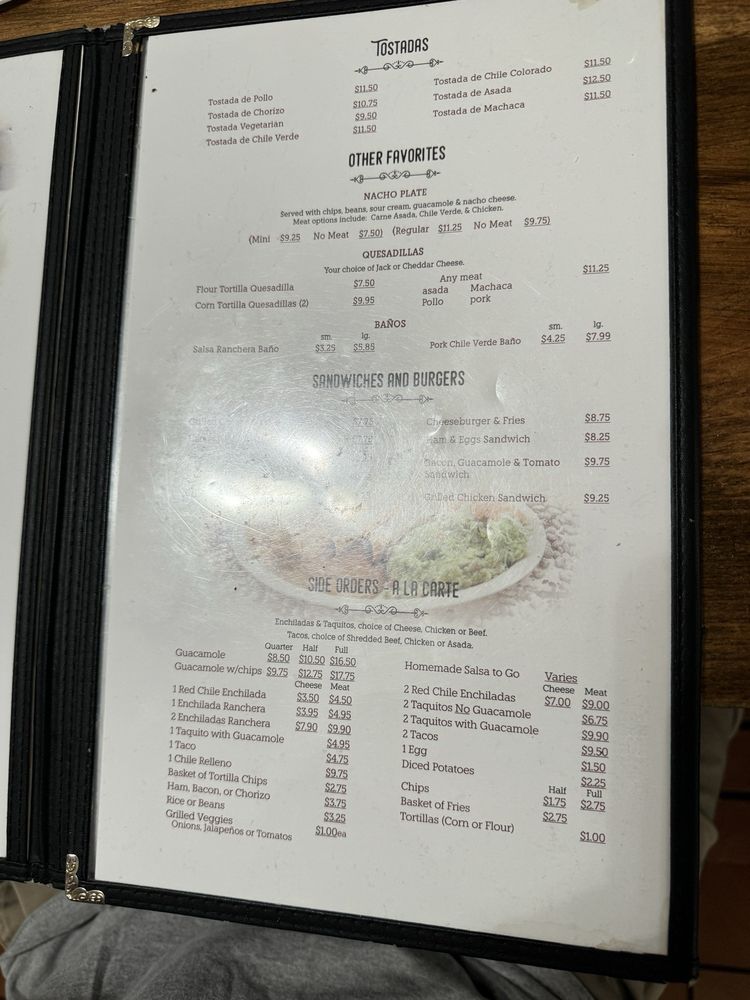 TOSTADAS
Tostada de Pollo $11.50
Tostada de Chorizo $10.75
Tostada Vegetarian $9.50
Tostada de Chile Verde $11.50
Tostada de Chile Colorado $11.50
Tostada de Asada $12.50
Tostada de Machaca $11.50
OTHER FAVORITES
NACHO PLATE
Served with chips, beans, sour cream, guacamole & nacho cheese.
Meat options include: Carne Asada, Chile Verde, & Chicken.
(Mini $9.25 No Meat $7.50) (Regular $11.25 No Meat $9.75)
QUESADILLAS
Your choice of Jack or Cheddar Cheese.
Flour Tortilla Quesadilla $7.50
Corn Tortilla Quesadillas (2) $9.95
Any meat $11.25
asada Machaca
Pollo pork
BAÑOS
sm. lg.
Salsa Ranchera Baño $3.25 $5.85
sm. lg.
Pork Chile Verde Baño $4.25 $7.99
SANDWICHES AND BURGERS
Cheeseburger & Fries $8.75
Ham & Eggs Sandwich $8.25
Bacon, Guacamole & Tomato $9.75
Sandwich
Grilled Chicken Sandwich $9.25
SIDE ORDERS - A LA CARTE
Enchiladas & Taquitos, choice of Cheese, Chicken or Beef.
Tacos, choice of Shredded Beef, Chicken or Asada.
Quarter Half Full
Guacamole $8.50 $10.50 $16.50
Guacamole w/chips $9.75 $12.75 $17.75
Cheese Meat
1 Red Chile Enchilada $3.50 $4.50
1 Enchilada Ranchera $3.95 $4.95
2 Enchiladas Ranchera $7.90 $9.90
1 Taquito with Guacamole $4.95
1 Taco $4.75
1 Chile Relleno $9.75
Basket of Tortilla Chips $2.75
Ham, Bacon, or Chorizo $3.75
Rice or Beans $3.25
Grilled Veggies
Onions, Jalapeños or Tomatos $1.00ea
Homemade Salsa to Go Varies
Cheese Meat
2 Red Chile Enchiladas $7.00 $9.00
2 Taquitos No Guacamole $6.75
2 Taquitos with Guacamole $9.90
2 Tacos $9.50
1 Egg $1.50
Diced Potatoes $2.25
Half Full
Chips $1.75 $2.75
Basket of Fries $2.75
Tortillas (Corn or Flour) $1.00